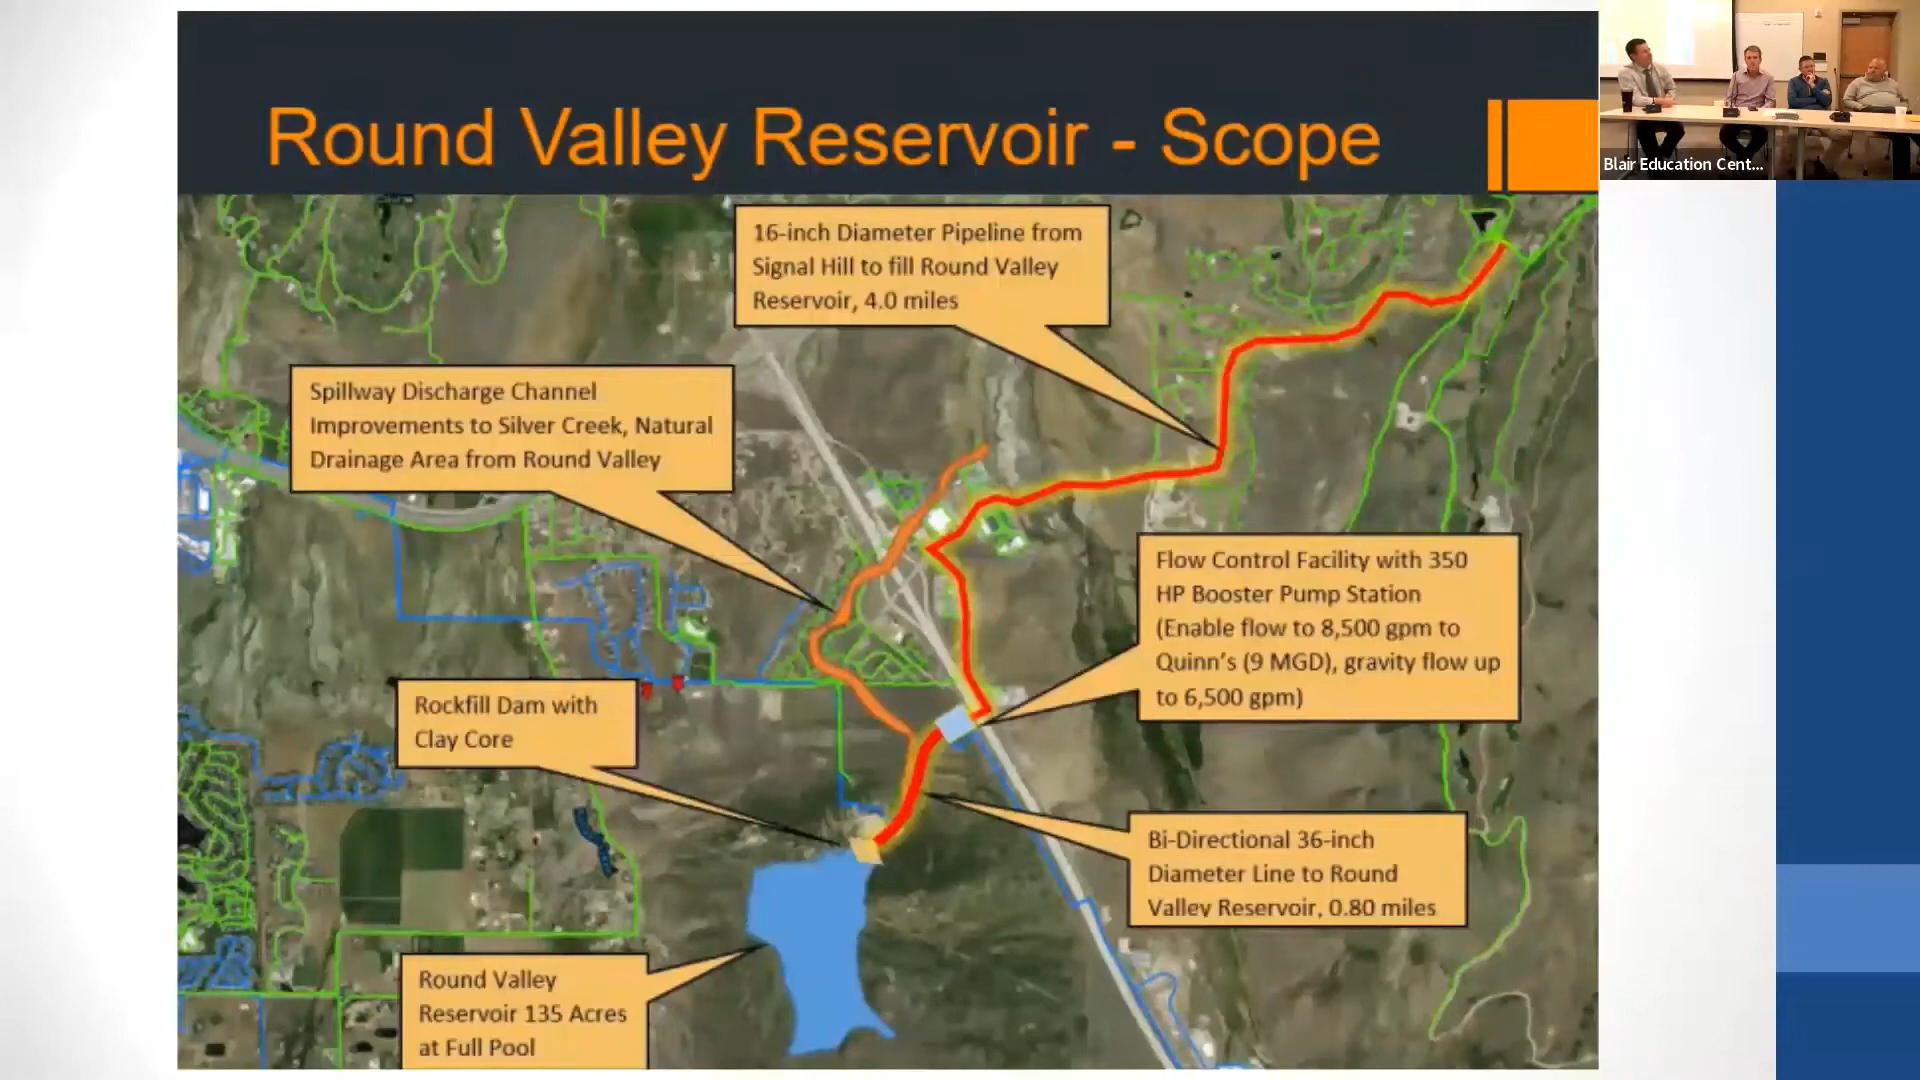 Round Valley Reservoir - Scope
Blair Education Cent...
16-inch Diameter Pipeline from
Signal Hill to fill Round Valley
Reservoir, 4.0 miles
Spillway Discharge Channel
Improvements to Silver Creek, Natural
Drainage Area from Round Valley
Flow Control Facility with 350
HP Booster Pump Station
(Enable flow to 8,500 gpm to
Quinn's (9 MGD), gravity flow up
to 6,500 gpm)
Rockfill Dam with
Clay Core
Bi-Directional 36-inch
Diameter Line to Round
Valley Reservoir, 0.80 miles
Round Valley
Reservoir 135 Acres
at Full Pool